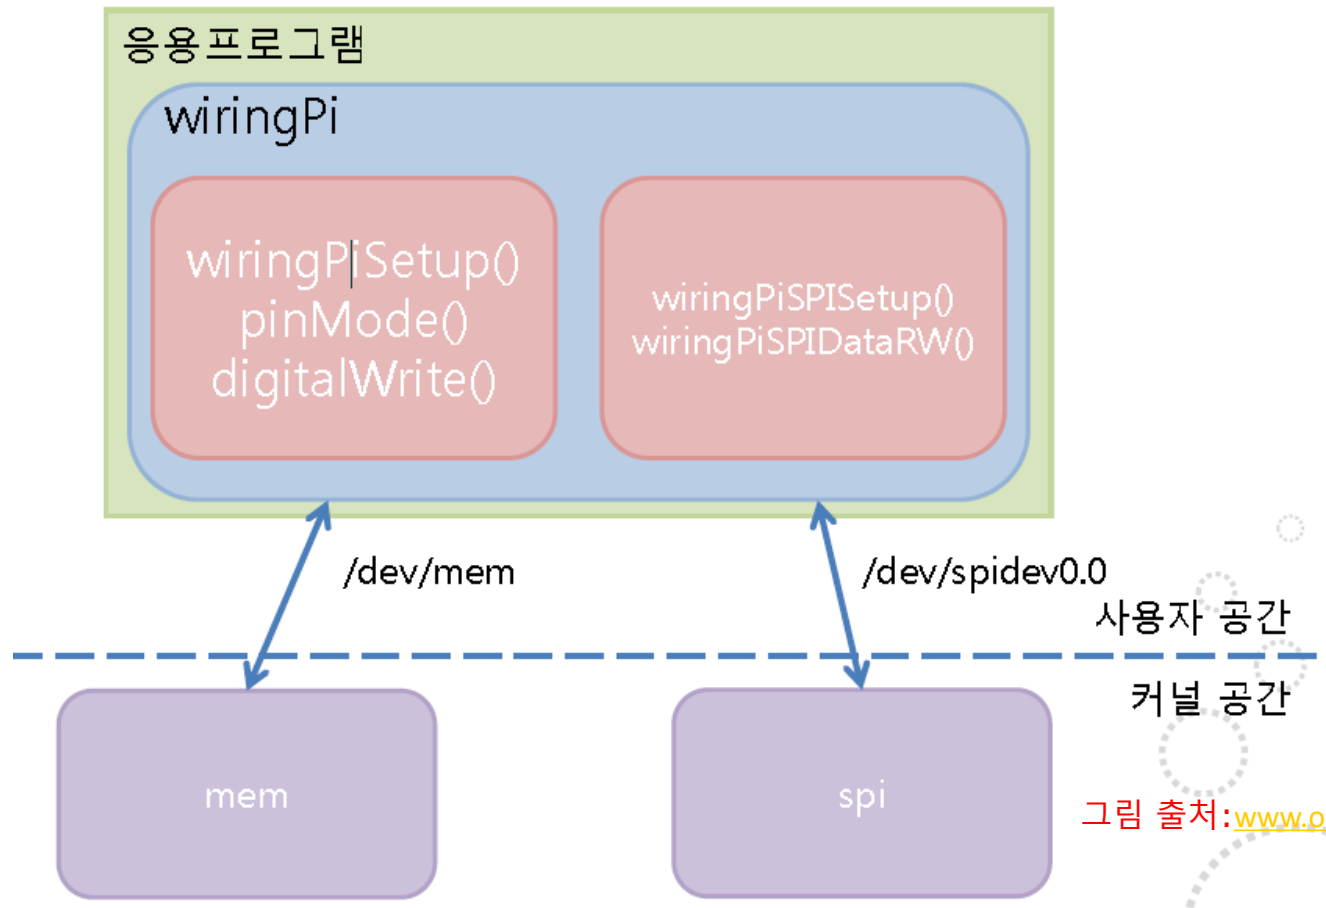 응용프로그램
wiringPi
wiringPiSetup()
pinMode()
digitalWrite()
wiringPiSPISetup()
wiringPiSPIDataRW()
/dev/mem
/dev/spidev0.0
사용자 공간
커널 공간
mem
spi
그림 출처:www.o